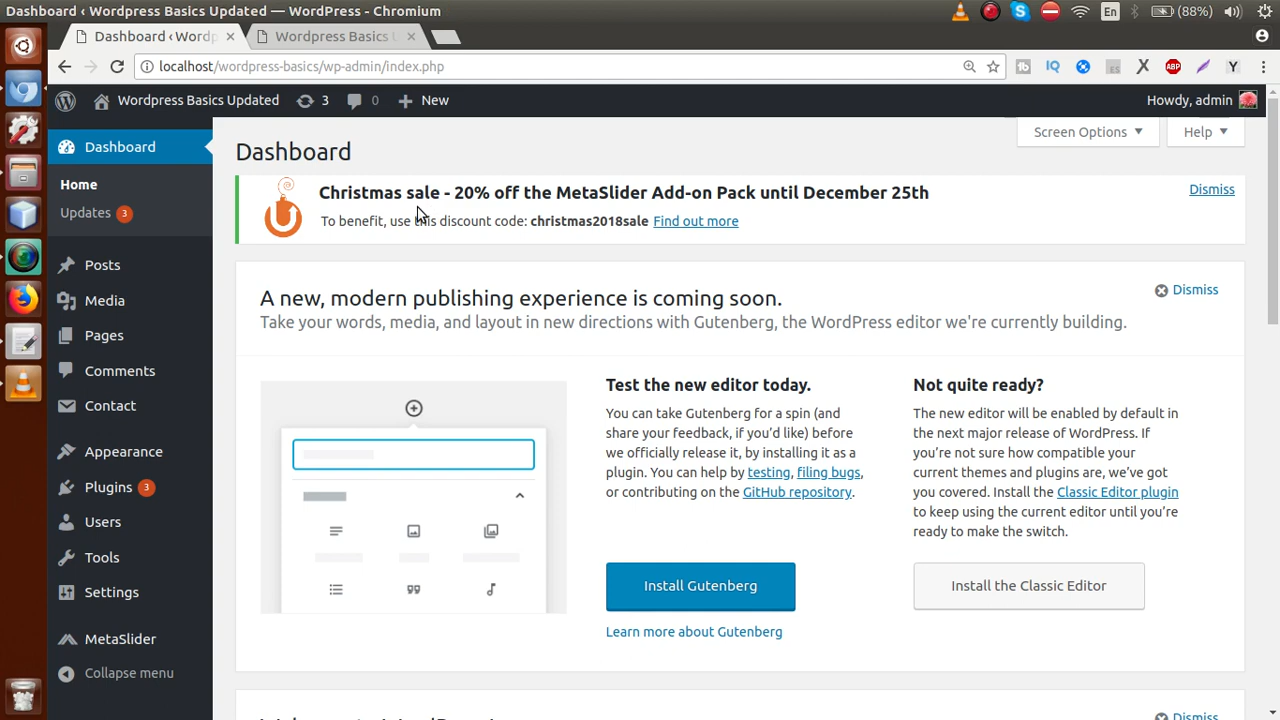 Dashboard ‹ Wordpress Basics Updated — WordPress - Chromium
En
(88%)
Dashboard ‹ Wordp
Wordpress Basics U
localhost/wordpress-basics/wp-admin/index.php
fb
IQ
ES
X
ABP
Y
Wordpress Basics Updated
3
0
New
Howdy, admin
Dashboard
Home
Updates 3
Posts
Media
Pages
Comments
Contact
Appearance
Plugins 3
Users
Tools
Settings
MetaSlider
Collapse menu
Screen Options
Help
Dashboard
Christmas sale - 20% off the MetaSlider Add-on Pack until December 25th
Dismiss
To benefit, use this discount code: christmas2018sale Find out more
A new, modern publishing experience is coming soon.
Dismiss
Take your words, media, and layout in new directions with Gutenberg, the WordPress editor we're currently building.
Test the new editor today.
You can take Gutenberg for a spin (and
share your feedback, if you'd like) before
we officially release it, by installing it as a
plugin. You can help by testing, filing bugs,
or contributing on the GitHub repository.
Install Gutenberg
Learn more about Gutenberg
Not quite ready?
The new editor will be enabled by default in
the next major release of WordPress. If
you're not sure how compatible your
current themes and plugins are, we've got
you covered. Install the Classic Editor plugin
to keep using the current editor until you're
ready to make the switch.
Install the Classic Editor
Dismiss